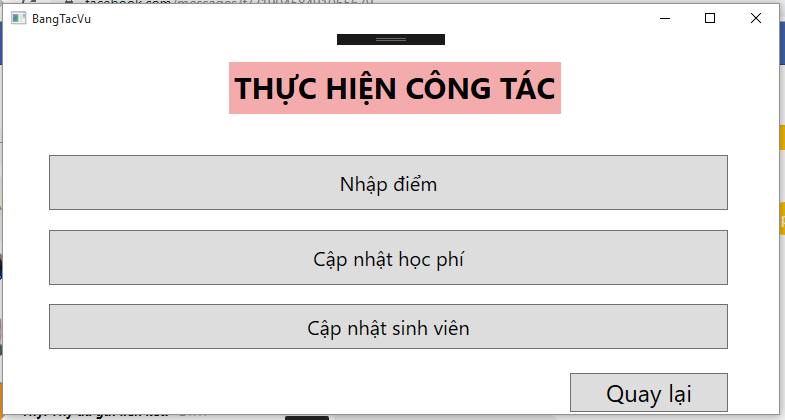 BangTacVu
THỰC HIỆN CÔNG TÁC
Nhập điểm
Cập nhật học phí
Cập nhật sinh viên
Quay lại